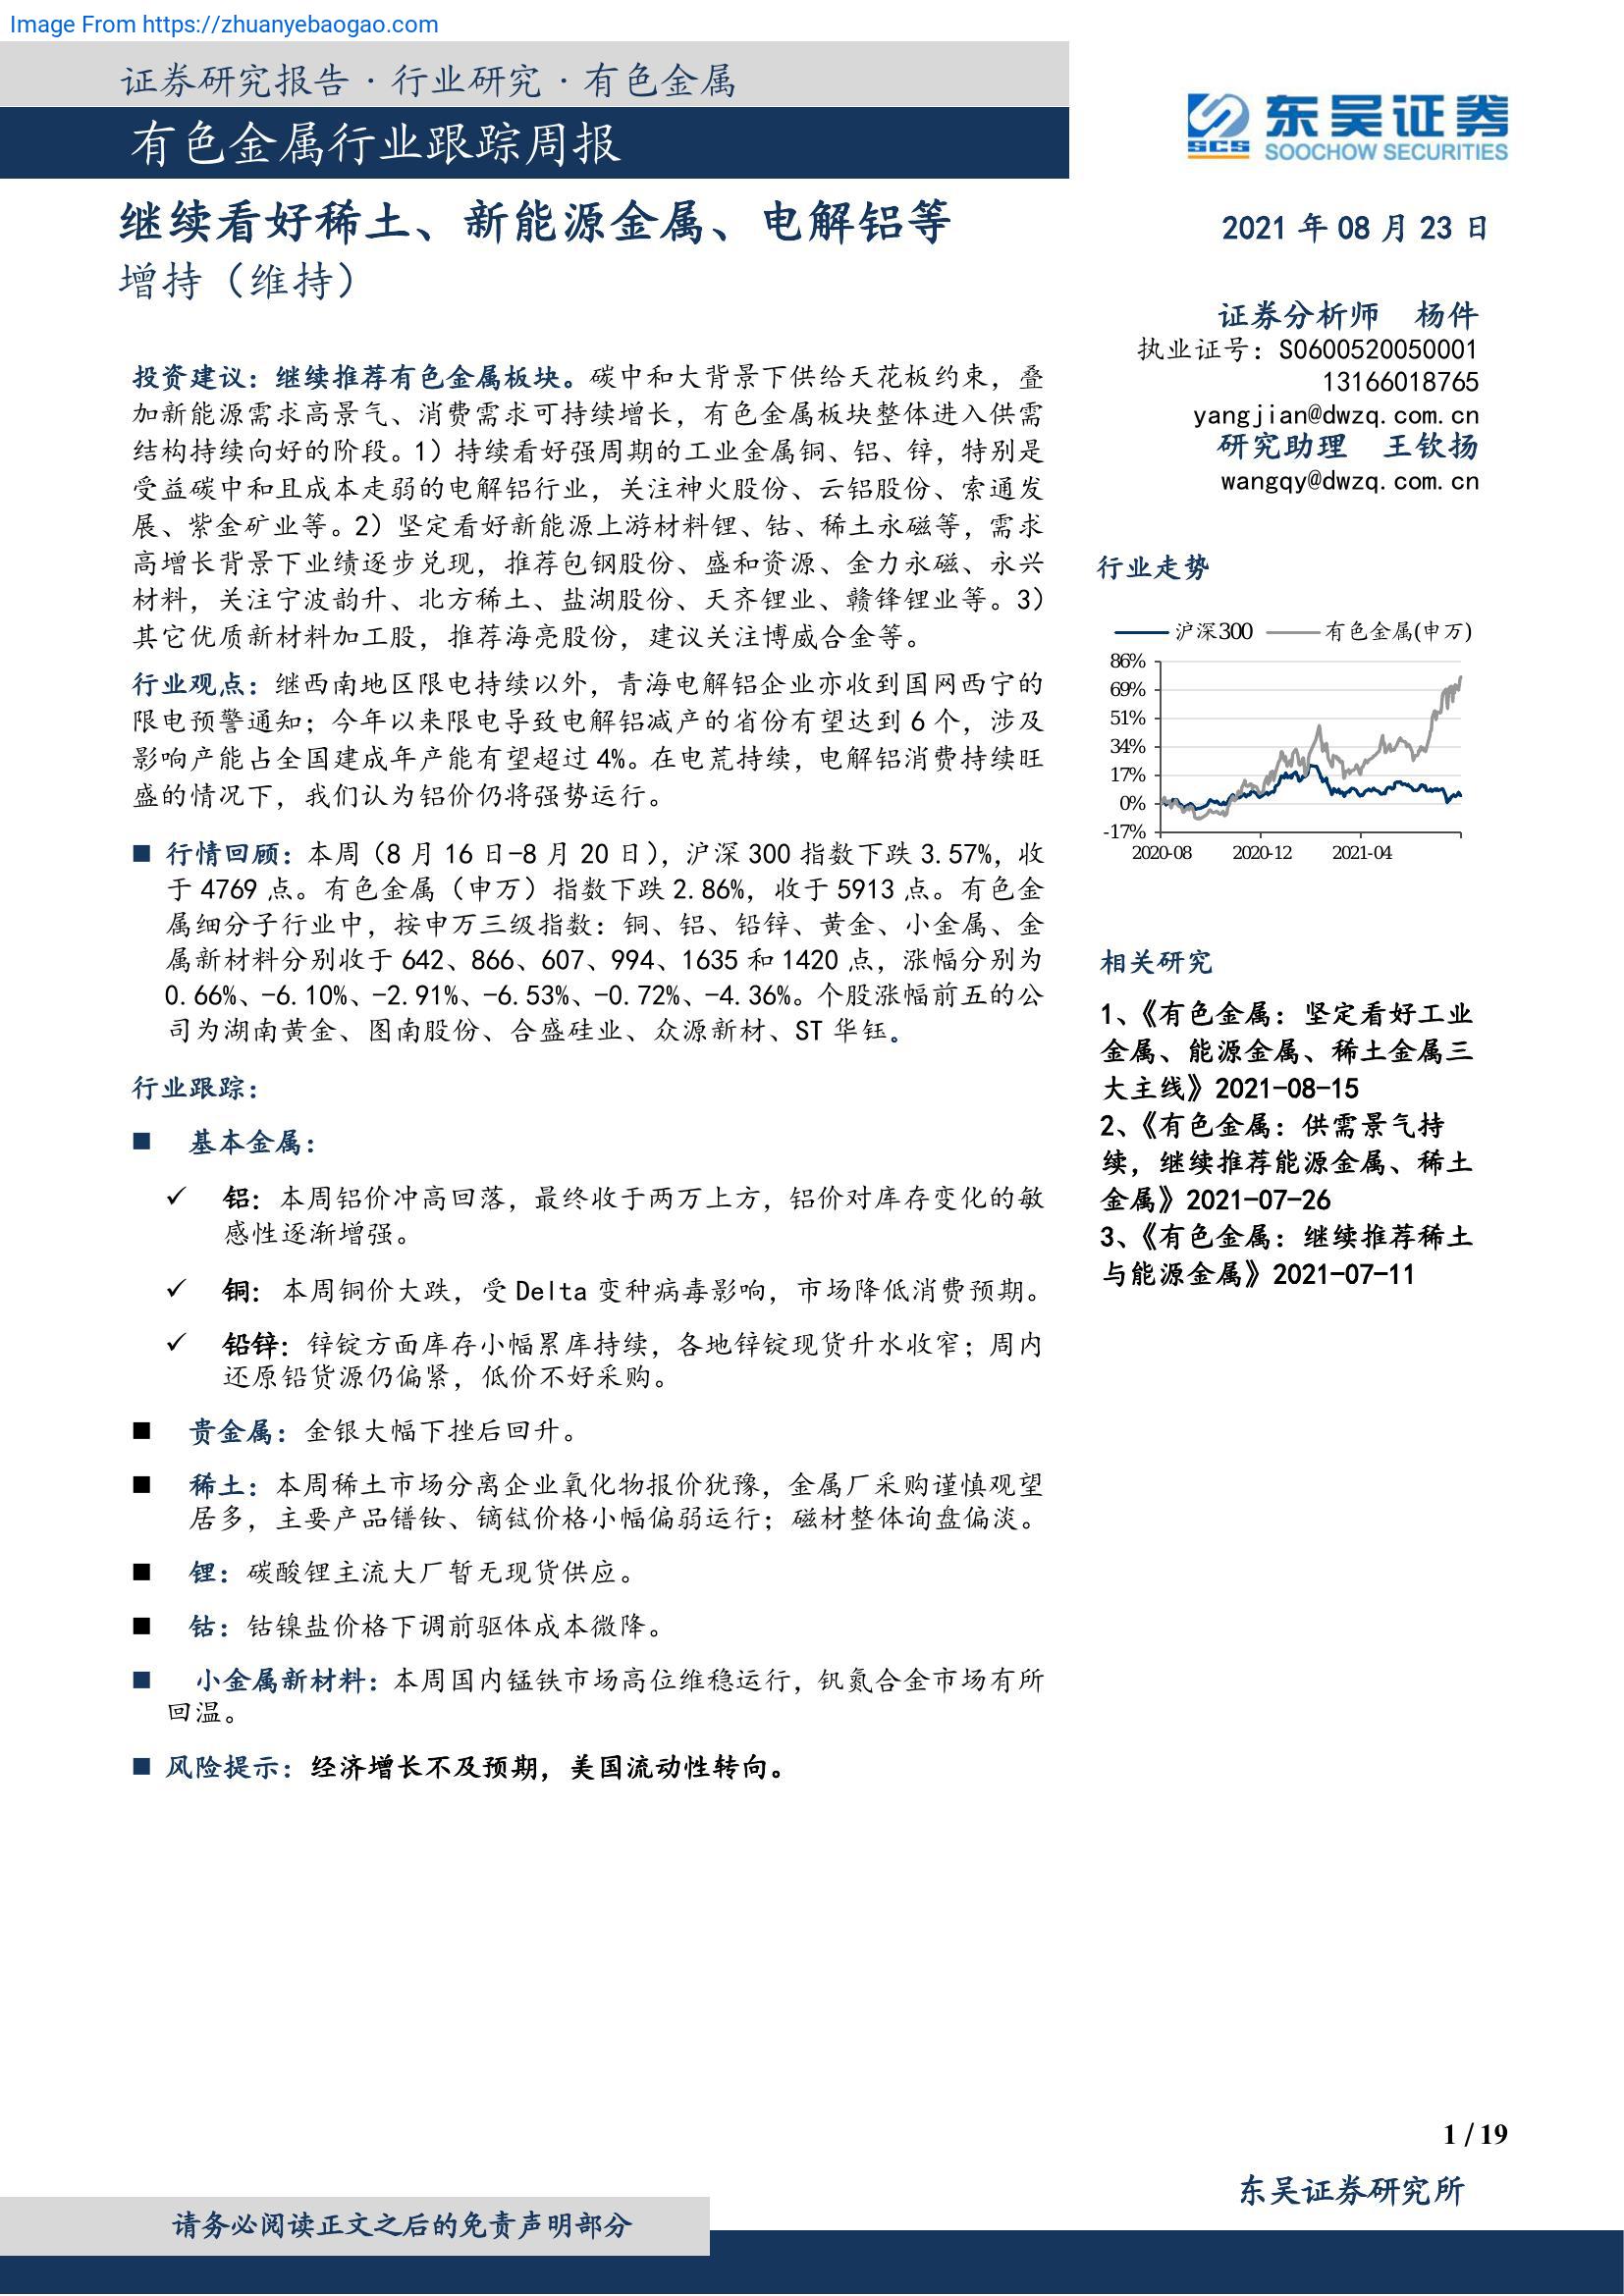 Image From https://zhuanyebaogao.com
证券研究报告·行业研究·有色金属
有色金属行业跟踪周报
继续看好稀土、新能源金属、电解铝等
增持（维持）
投资建议：继续推荐有色金属板块。碳中和大背景下供给天花板约束，叠
加新能源需求高景气、消费需求可持续增长，有色金属板块整体进入供需
结构持续向好的阶段。1）持续看好强周期的工业金属铜、铝、锌，特别是
受益碳中和且成本走弱的电解铝行业，关注神火股份、云铝股份、索通发
展、紫金矿业等。2）坚定看好新能源上游材料锂、钴、稀土永磁等，需求
高增长背景下业绩逐步兑现，推荐包钢股份、盛和资源、金力永磁、永兴
材料，关注宁波韵升、北方稀土、盐湖股份、天齐锂业、赣锋锂业等。3）
其它优质新材料加工股，推荐海亮股份，建议关注博威合金等。
行业观点：继西南地区限电持续以外，青海电解铝企业亦收到国网西宁的
限电预警通知；今年以来限电导致电解铝减产的省份有望达到 6 个，涉及
影响产能占全国建成年产能有望超过 4%。在电荒持续，电解铝消费持续旺
盛的情况下，我们认为铝价仍将强势运行。
■ 行情回顾：本周（8 月 16 日-8 月 20 日），沪深 300 指数下跌 3.57%，收
于 4769 点。有色金属（申万）指数下跌 2.86%，收于 5913 点。有色金
属细分子行业中，按申万三级指数：铜、铝、铅锌、黄金、小金属、金
属新材料分别收于 642、866、607、994、1635 和 1420 点，涨幅分别为
0.66%、-6.10%、-2.91%、-6.53%、-0.72%、-4.36%。个股涨幅前五的公
司为湖南黄金、图南股份、合盛硅业、众源新材、ST 华钰。
行业跟踪：
■ 基本金属：
✓ 铝：本周铝价冲高回落，最终收于两万上方，铝价对库存变化的敏
感性逐渐增强。
✓ 铜：本周铜价大跌，受 Delta 变种病毒影响，市场降低消费预期。
✓ 铅锌：锌锭方面库存小幅累库持续，各地锌锭现货升水收窄；周内
还原铅货源仍偏紧，低价不好采购。
■ 贵金属：金银大幅下挫后回升。
■ 稀土：本周稀土市场分离企业氧化物报价犹豫，金属厂采购谨慎观望
居多，主要产品镨钕、镝铽价格小幅偏弱运行；磁材整体询盘偏淡。
■ 锂：碳酸锂主流大厂暂无现货供应。
■ 钴：钴镍盐价格下调前驱体成本微降。
■ 小金属新材料：本周国内锰铁市场高位维稳运行，钒氮合金市场有所
回温。
■ 风险提示：经济增长不及预期，美国流动性转向。
SCS 东吴证券
SOOCHOW SECURITIES
2021 年 08 月 23 日
证券分析师 杨件
执业证号：S0600520050001
13166018765
yangjian@dwzq.com.cn
研究助理 王钦扬
wangqy@dwzq.com.cn
行业走势
沪深300 有色金属(申万)
86%
69%
51%
34%
17%
0%
-17%
2020-08 2020-12 2021-04
相关研究
1、《有色金属：坚定看好工业
金属、能源金属、稀土金属三
大主线》2021-08-15
2、《有色金属：供需景气持
续，继续推荐能源金属、稀土
金属》2021-07-26
3、《有色金属：继续推荐稀土
与能源金属》2021-07-11
1 / 19
东吴证券研究所
请务必阅读正文之后的免责声明部分